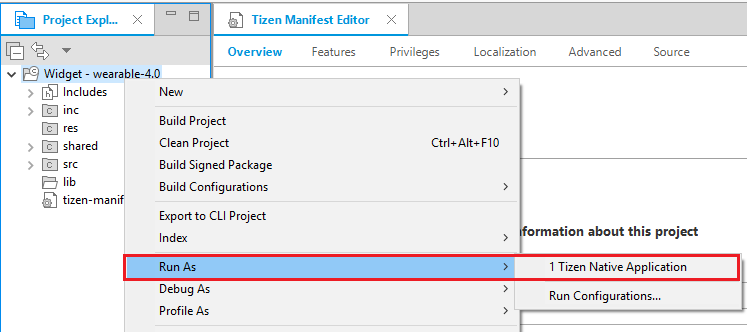 Project Expl...
Tizen Manifest Editor
Overview Features Privileges Localization Advanced Source
Widget - wearable-4.0
Includes
inc
res
shared
src
lib
tizen-manif
New
Build Project
Clean Project Ctrl+Alt+F10
Build Signed Package
Build Configurations
Export to CLI Project
Index
Run As
Debug As
Profile As
nformation about this project
1 Tizen Native Application
Run Configurations...